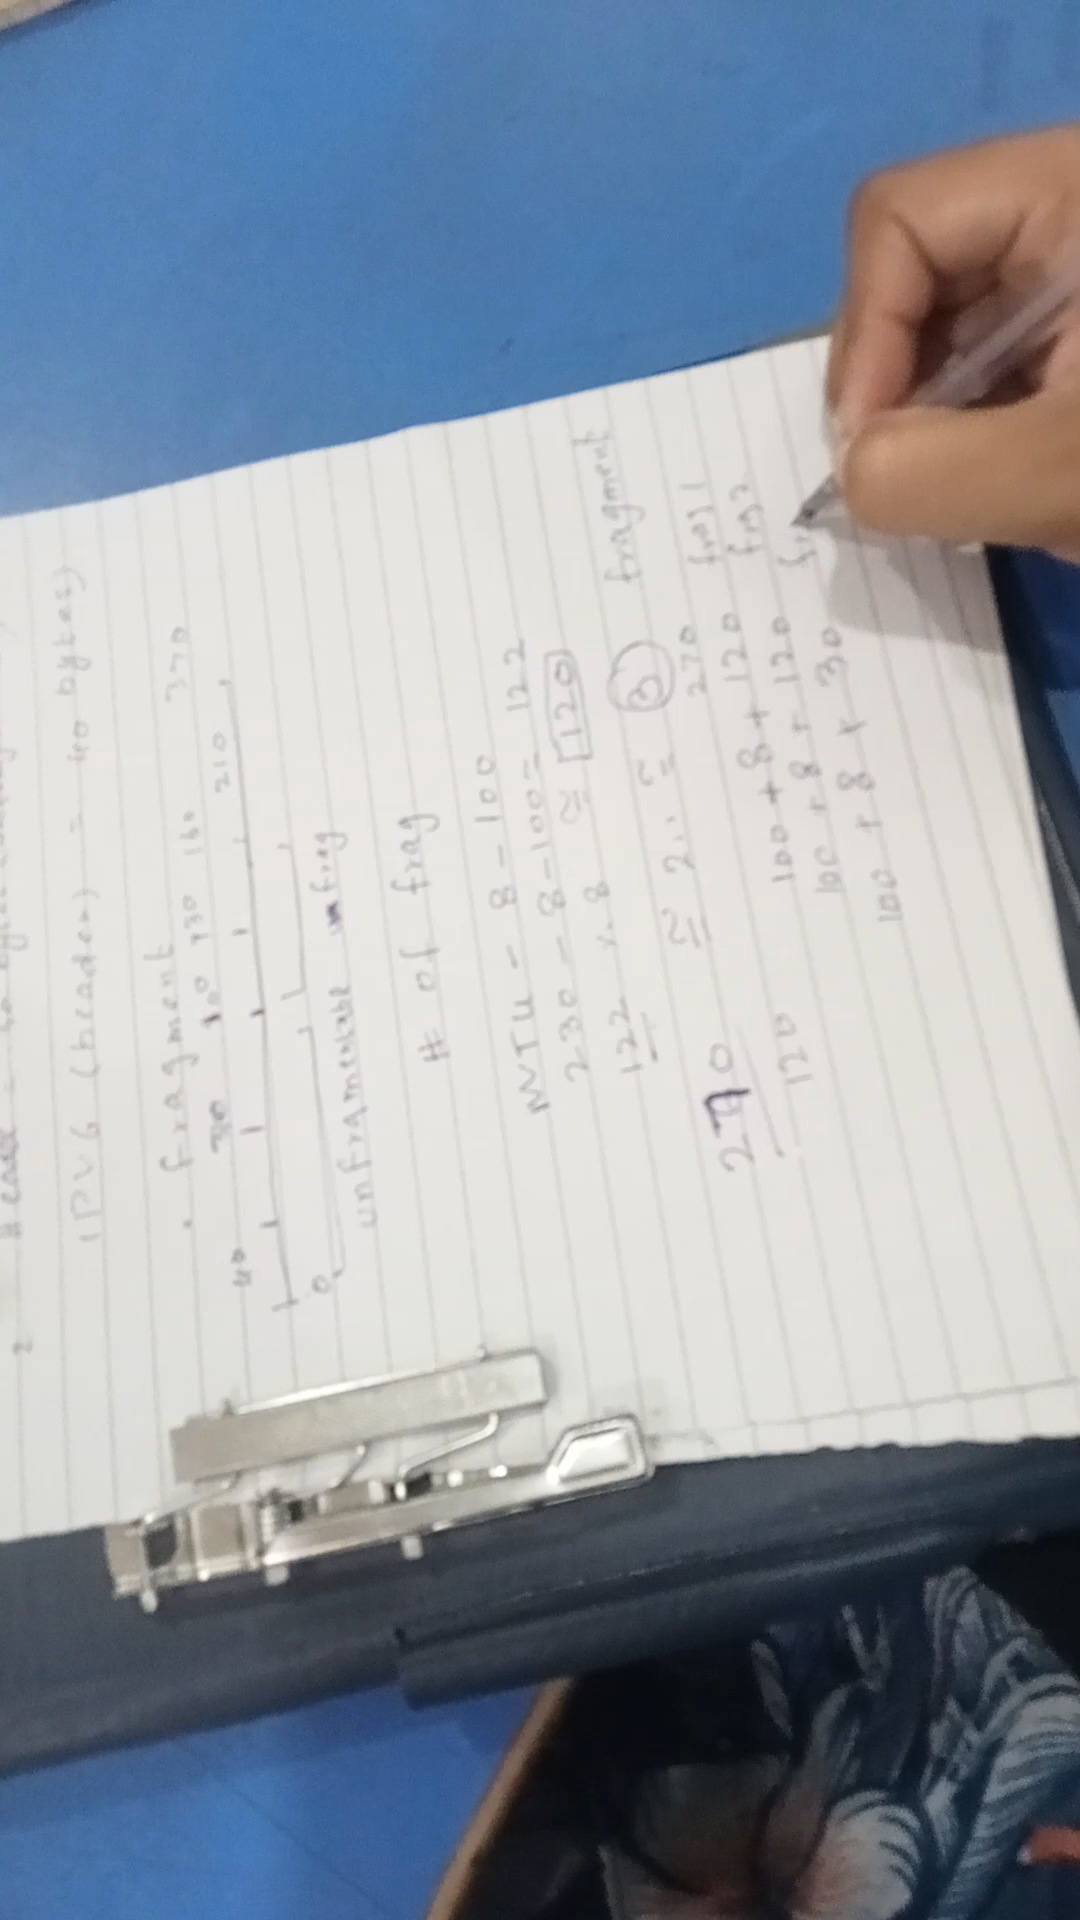 IPV6 (header) - 40 bytes)
. fragment
40 30 100 130 160 370
210
0
unfragmentabl unfrag
# of frag
MTU - 8 - 100
230 - 8 - 100 = 122
122 % 8 ≅ 120
≅ 2.. ≅ 3 fragment
270
120
270
100 + 8 + 120 frag 1
100 + 8 + 120 frag 2
100 + 8 + 30